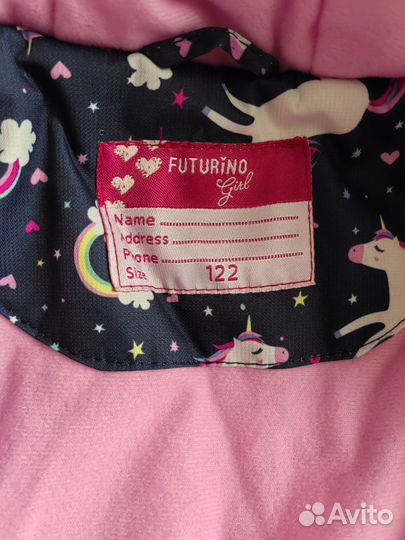 FUTURINO
Girl
Name
Address
Phone
Size 122
Avito